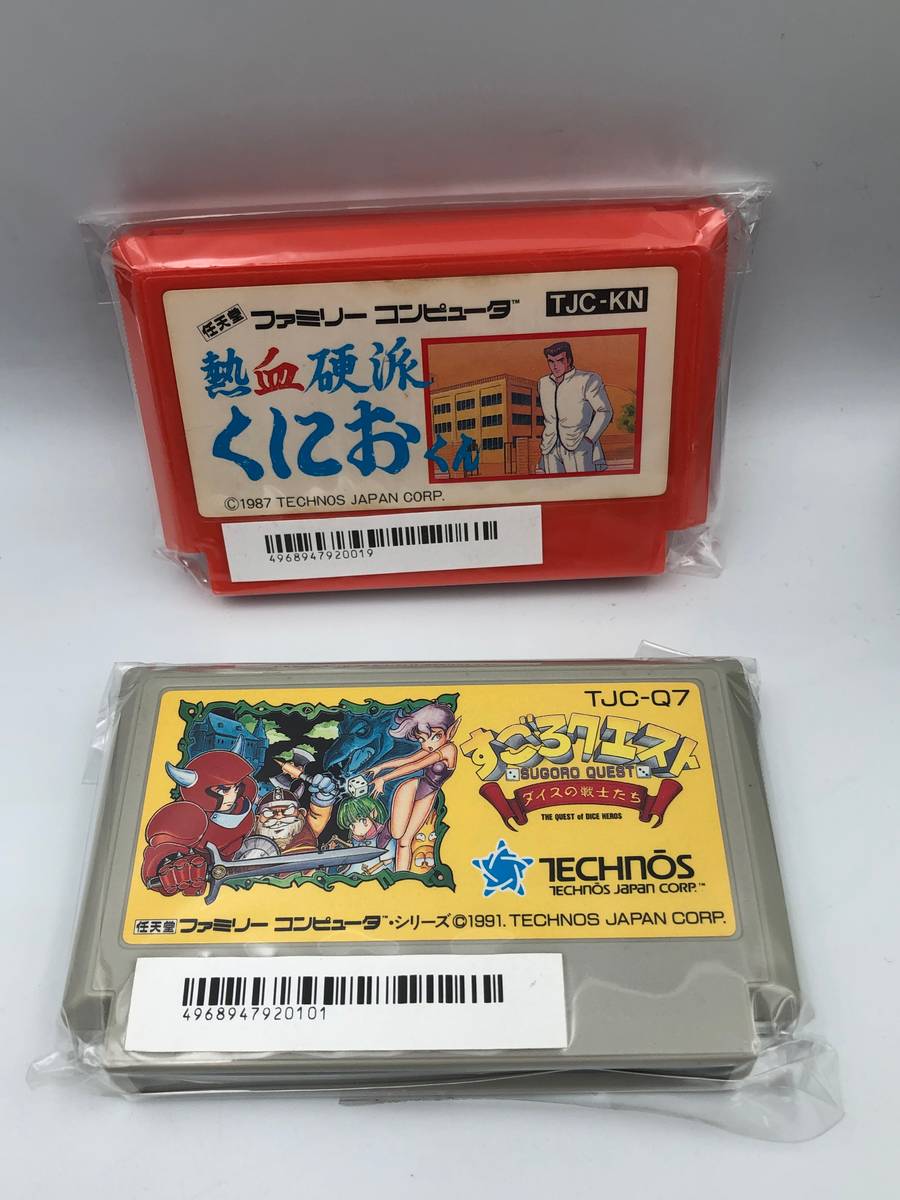 任天堂 ファミリー コンピュータ™ TJC-KN
熱血硬派
くにおくん
©1987 TECHNOS JAPAN CORP.
4968947920019
TJC-Q7
すごろクエスト
SUGORO QUEST
ダイスの戦士たち
THE QUEST of DICE HEROS
TECHNŌS
TECHNŌS JAPAN CORP.™
任天堂 ファミリー コンピュータ™・シリーズ ©1991. TECHNOS JAPAN CORP.
4968947920101